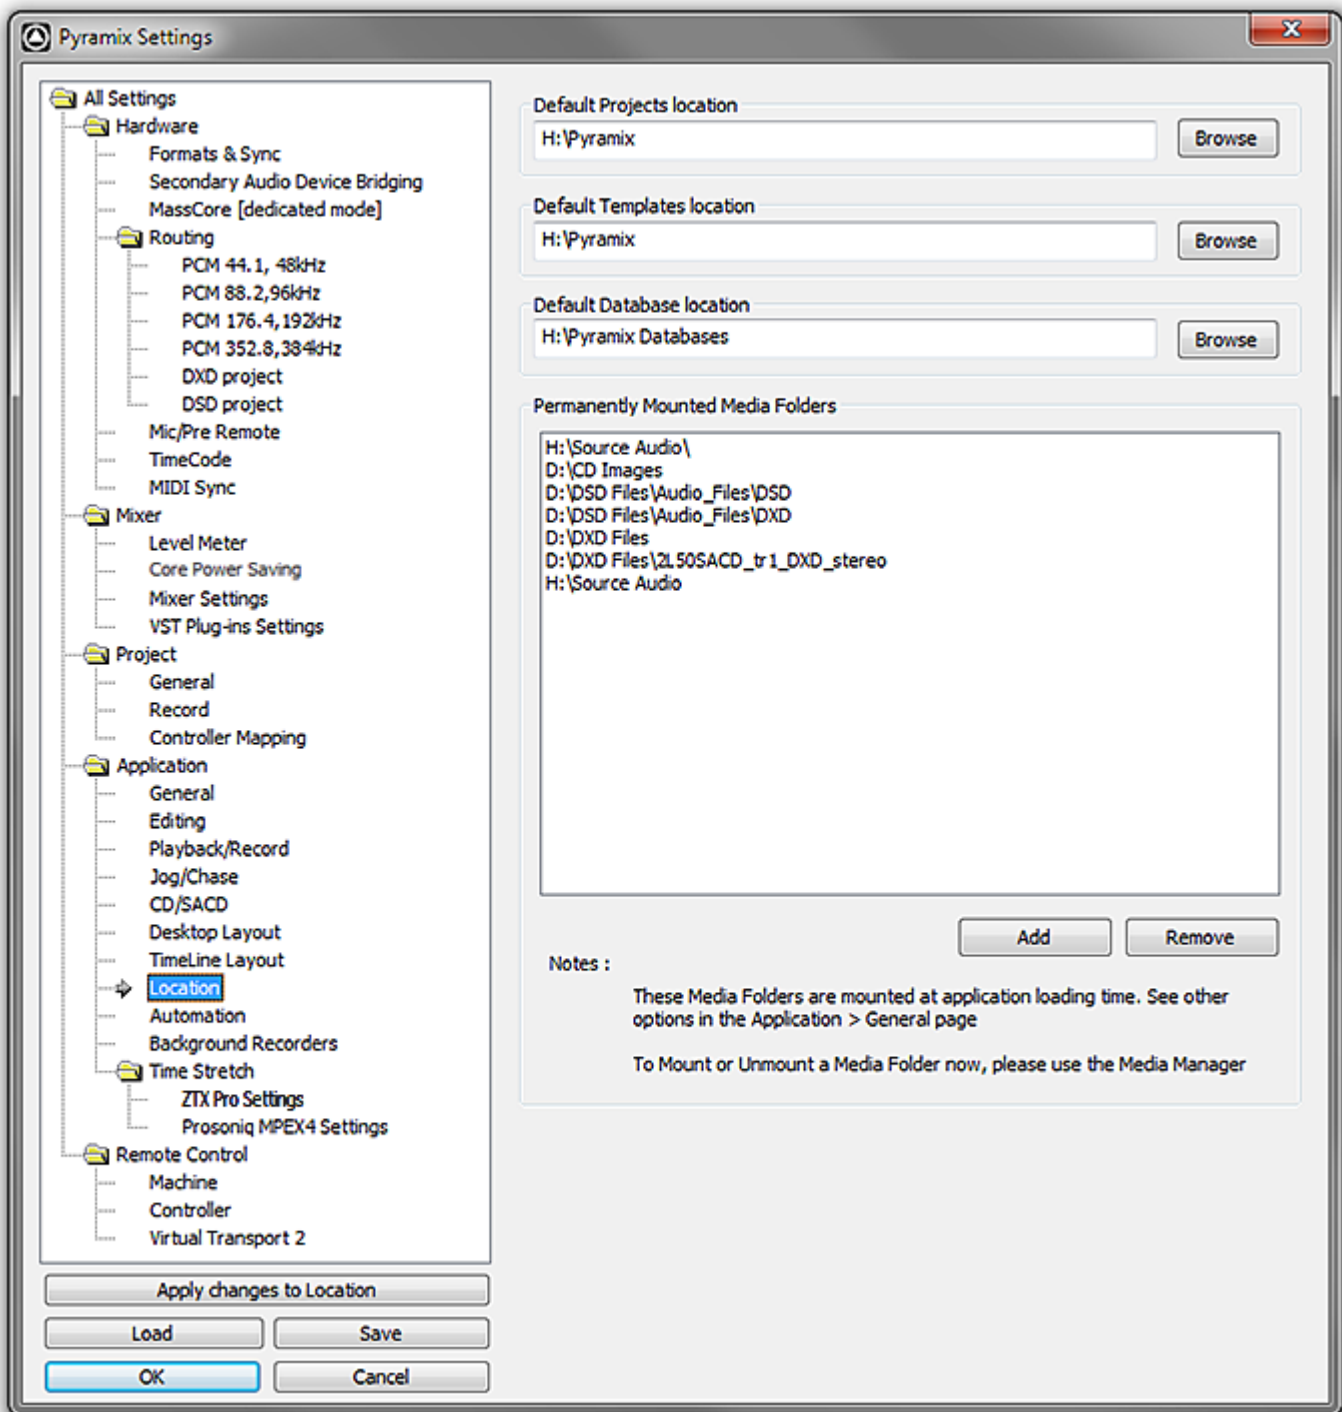 Pyramix Settings
All Settings
Hardware
Formats & Sync
Secondary Audio Device Bridging
MassCore [dedicated mode]
Routing
PCM 44.1, 48kHz
PCM 88.2,96kHz
PCM 176.4,192kHz
PCM 352.8,384kHz
DXD project
DSD project
Mic/Pre Remote
TimeCode
MIDI Sync
Mixer
Level Meter
Core Power Saving
Mixer Settings
VST Plug-ins Settings
Project
General
Record
Controller Mapping
Application
General
Editing
Playback/Record
Jog/Chase
CD/SACD
Desktop Layout
TimeLine Layout
Location
Automation
Background Recorders
Time Stretch
ZTX Pro Settings
Prosoniq MPEX4 Settings
Remote Control
Machine
Controller
Virtual Transport 2
Apply changes to Location
Load Save
OK Cancel
Default Projects location
H:\Pyramix Browse
Default Templates location
H:\Pyramix Browse
Default Database location
H:\Pyramix Databases Browse
Permanently Mounted Media Folders
H:\Source Audio\
D:\CD Images
D:\DSD Files\Audio_Files\DSD
D:\DSD Files\Audio_Files\DXD
D:\DXD Files
D:\DXD Files\2L50SACD_tr1_DXD_stereo
H:\Source Audio
Add Remove
Notes :
These Media Folders are mounted at application loading time. See other
options in the Application > General page
To Mount or Unmount a Media Folder now, please use the Media Manager